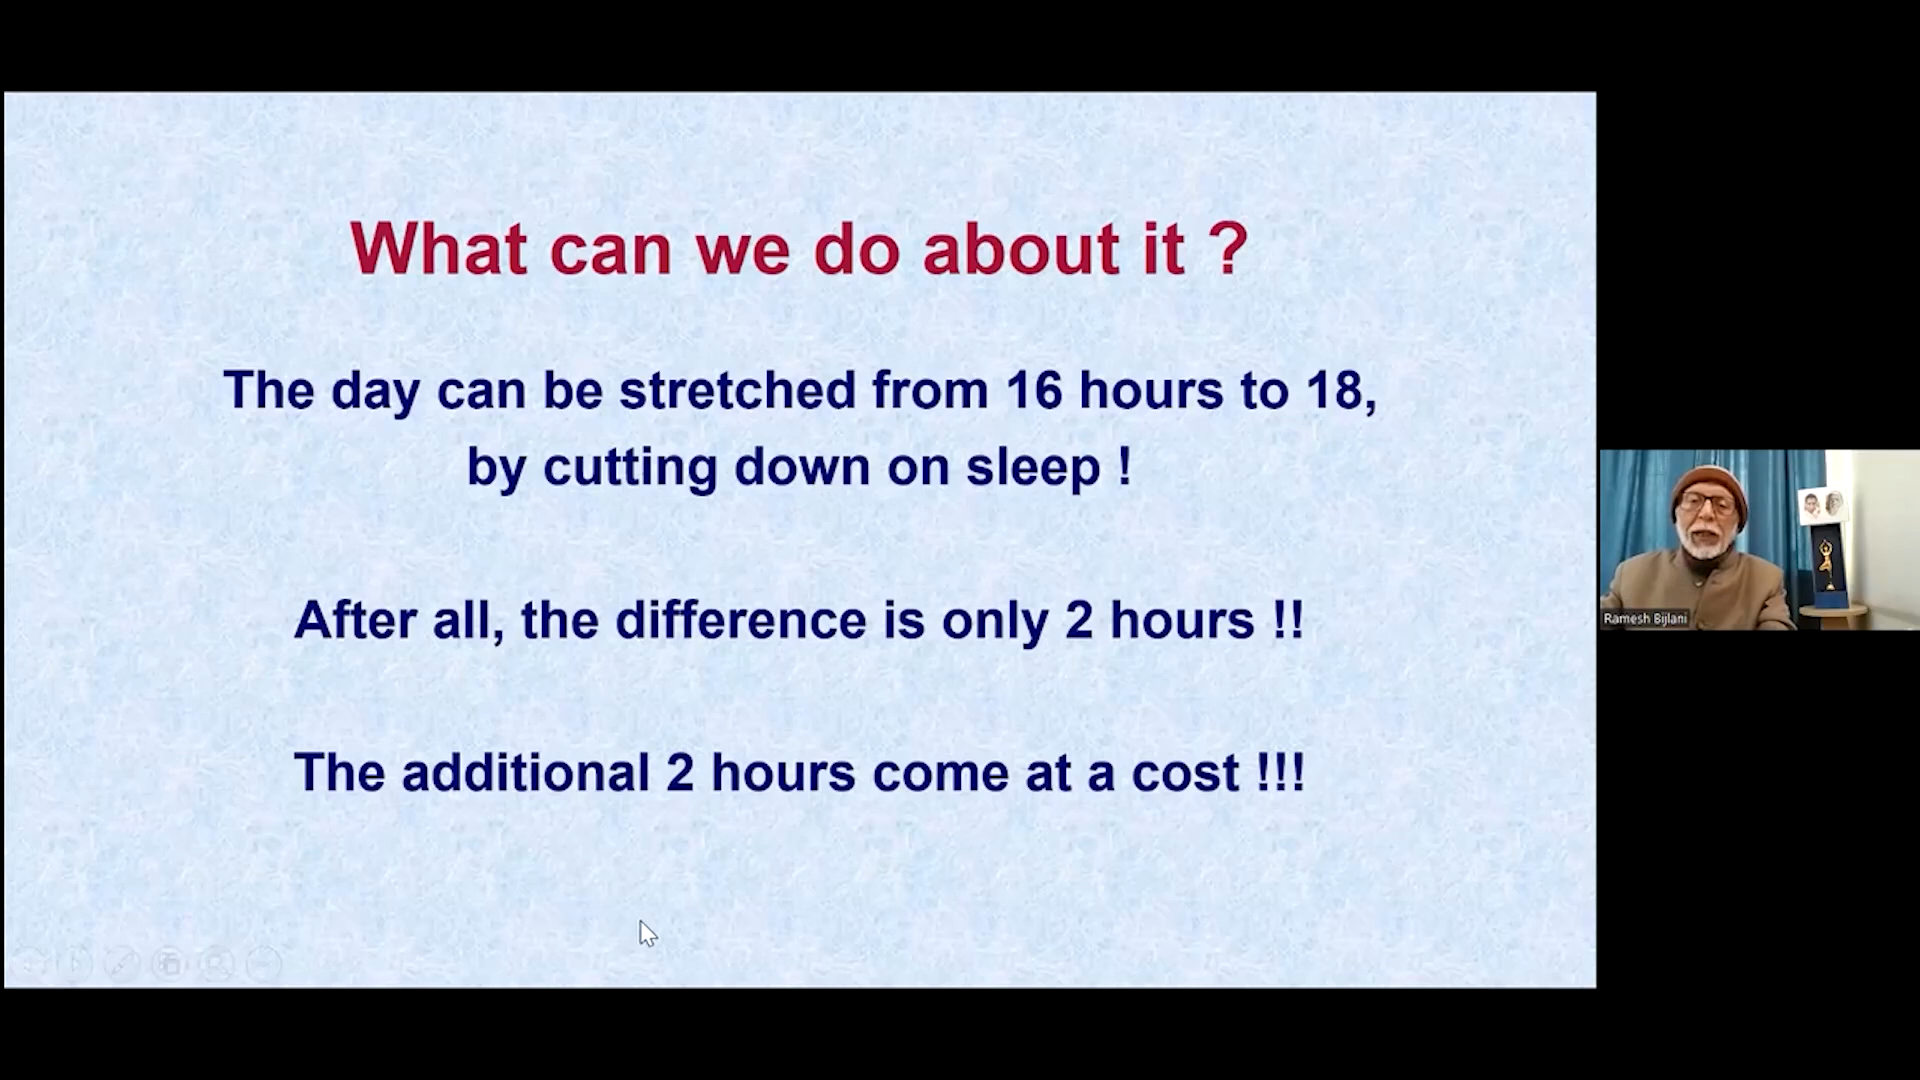 What can we do about it ?
The day can be stretched from 16 hours to 18,
by cutting down on sleep !
After all, the difference is only 2 hours !!
The additional 2 hours come at a cost !!!
Ramesh Bijlani